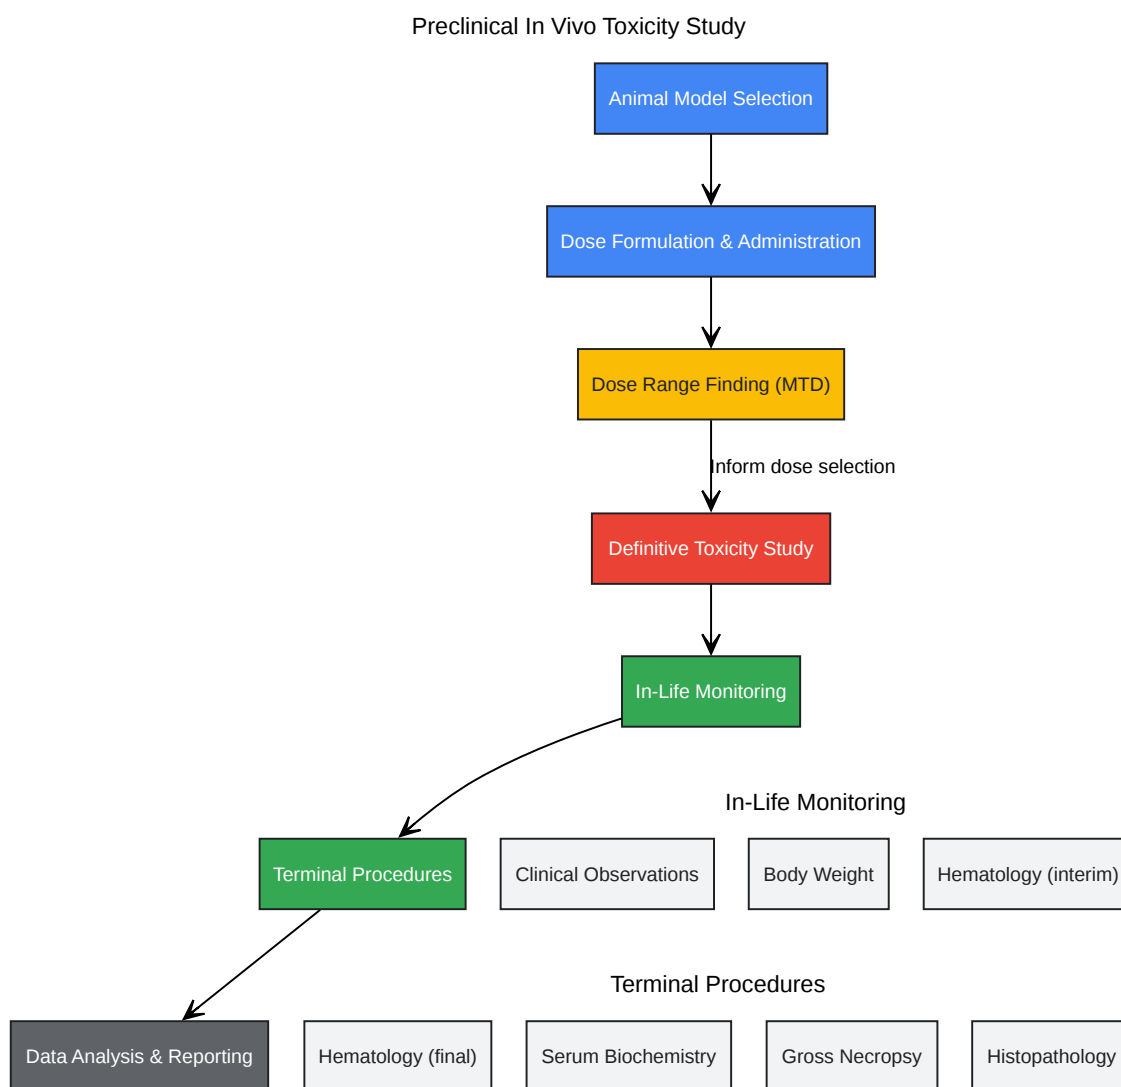 Preclinical In Vivo Toxicity Study
Animal Model Selection
Dose Formulation & Administration
Dose Range Finding (MTD)
Inform dose selection
Definitive Toxicity Study
In-Life Monitoring
In-Life Monitoring
Terminal Procedures
Clinical Observations
Body Weight
Hematology (interim)
Terminal Procedures
Data Analysis & Reporting
Hematology (final)
Serum Biochemistry
Gross Necropsy
Histopathology